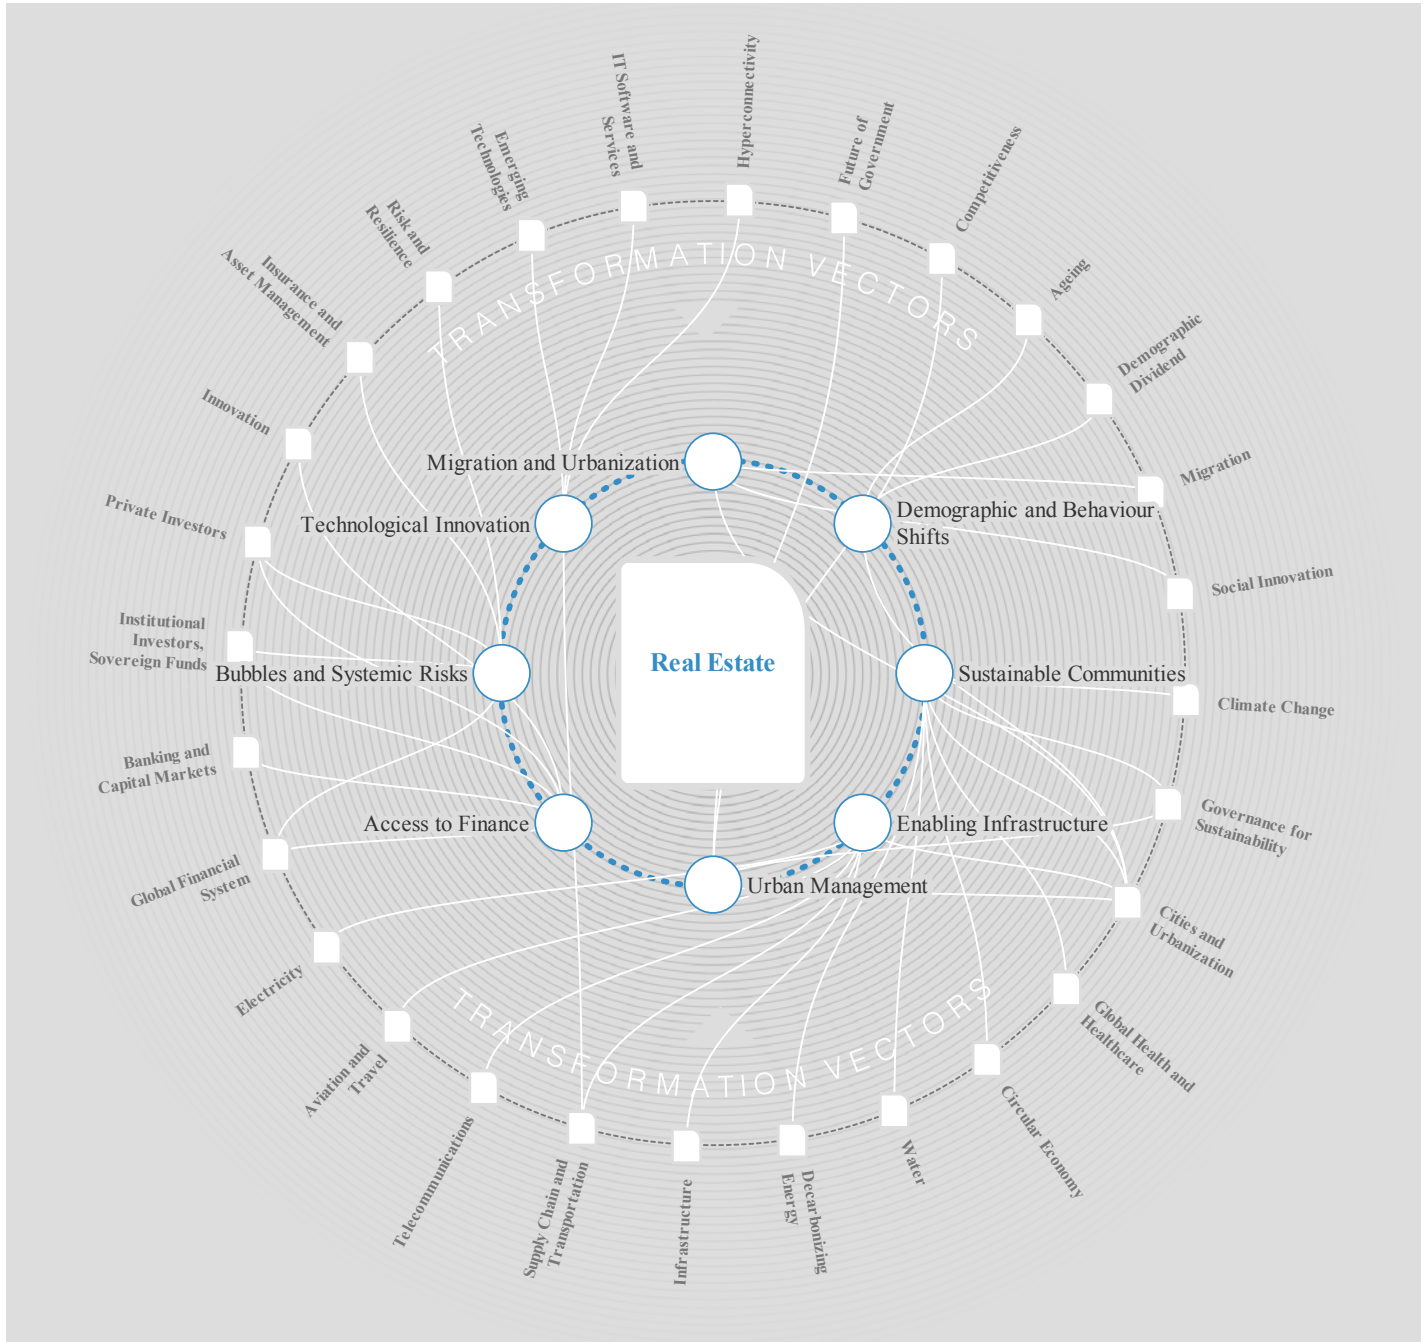 Hyperconnectivity
IT Software and
Services
Future of
Government
Competitiveness
Emerging
Technologies
Risk and
Resilience
Insurance and
Asset Management
Ageing
Demographic
Dividend
TRANSFORMATION VECTORS
Innovation
Migration
Migration and Urbanization
Private Investors
Technological Innovation
Demographic and Behaviour
Shifts
Social Innovation
Institutional
Investors,
Sovereign Funds
Real Estate
Bubbles and Systemic Risks
Sustainable Communities
Climate Change
Banking and
Capital Markets
Governance for
Sustainability
Access to Finance
Enabling Infrastructure
Global Financial
System
Urban Management
Cities and
Urbanization
Electricity
TRANSFORMATION VECTORS
Global Health and
Healthcare
Aviation and
Travel
Circular Economy
Telecommunications
Supply Chain and
Transportation
Infrastructure
Decarbonizing
Energy
Water